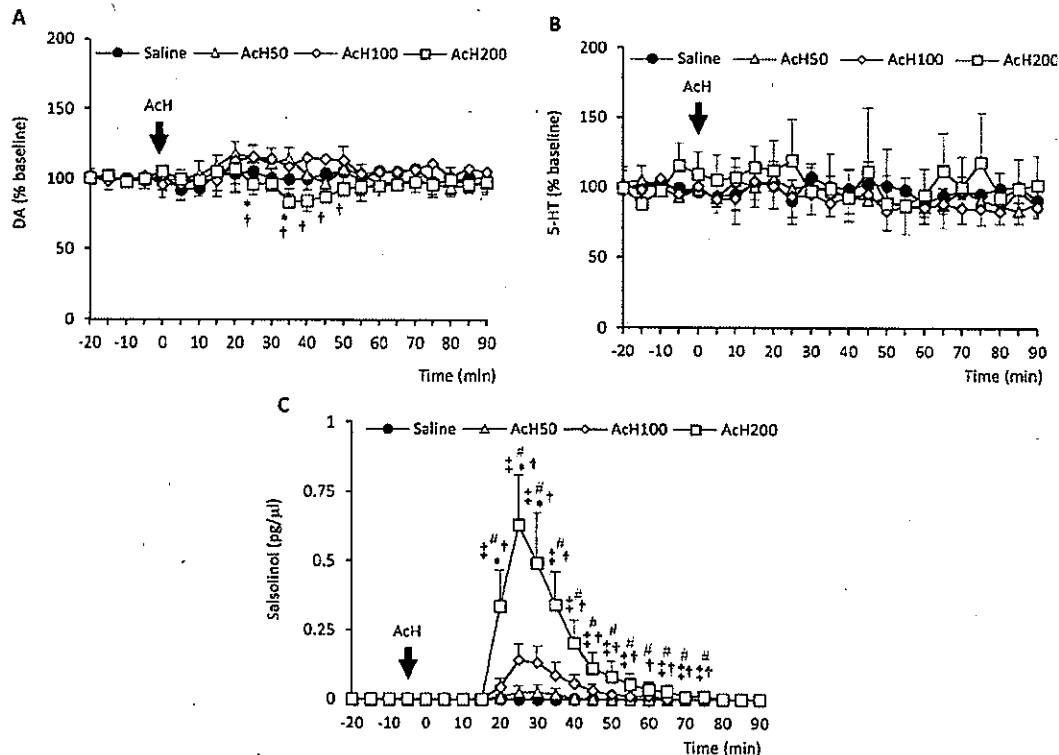 A
Saline AcH50 AcH100 AcH200
200
150
100
50
0
DA (% baseline)
AcH
*
†
*
†
†
†
†
-20 -10 0 10 20 30 40 50 60 70 80 90
Time (min)
B
Saline AcH50 AcH100 AcH200
200
150
100
50
0
5-HT (% baseline)
AcH
-20 -10 0 10 20 30 40 50 60 70 80 90
Time (min)
C
Saline AcH50 AcH100 AcH200
1
0.75
0.5
0.25
0
Salsolinol (pg/μl)
AcH
-20 -10 0 10 20 30 40 50 60 70 80 90
Time (min)